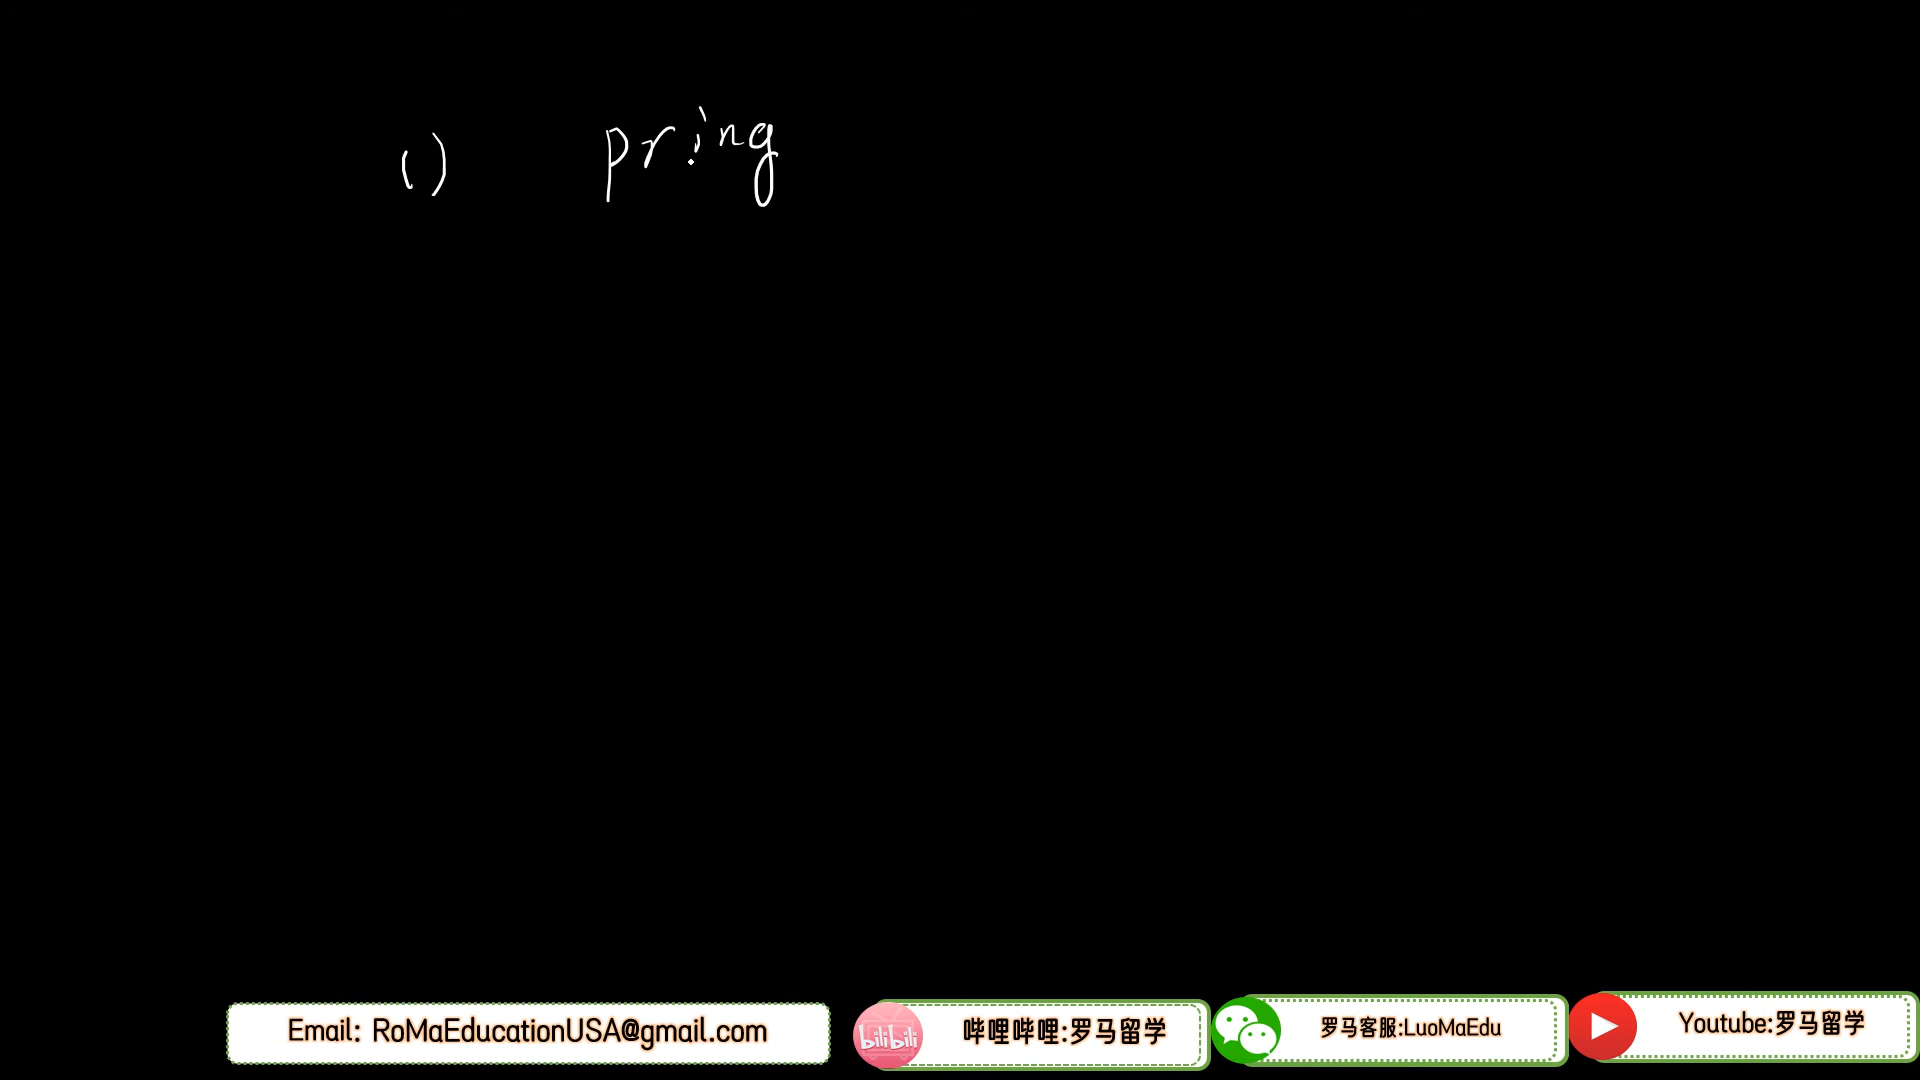 1) pring
Email: RoMaEducationUSA@gmail.com
bilibili 哔哩哔哩:罗马留学
罗马客服:LuoMaEdu
Youtube:罗马留学